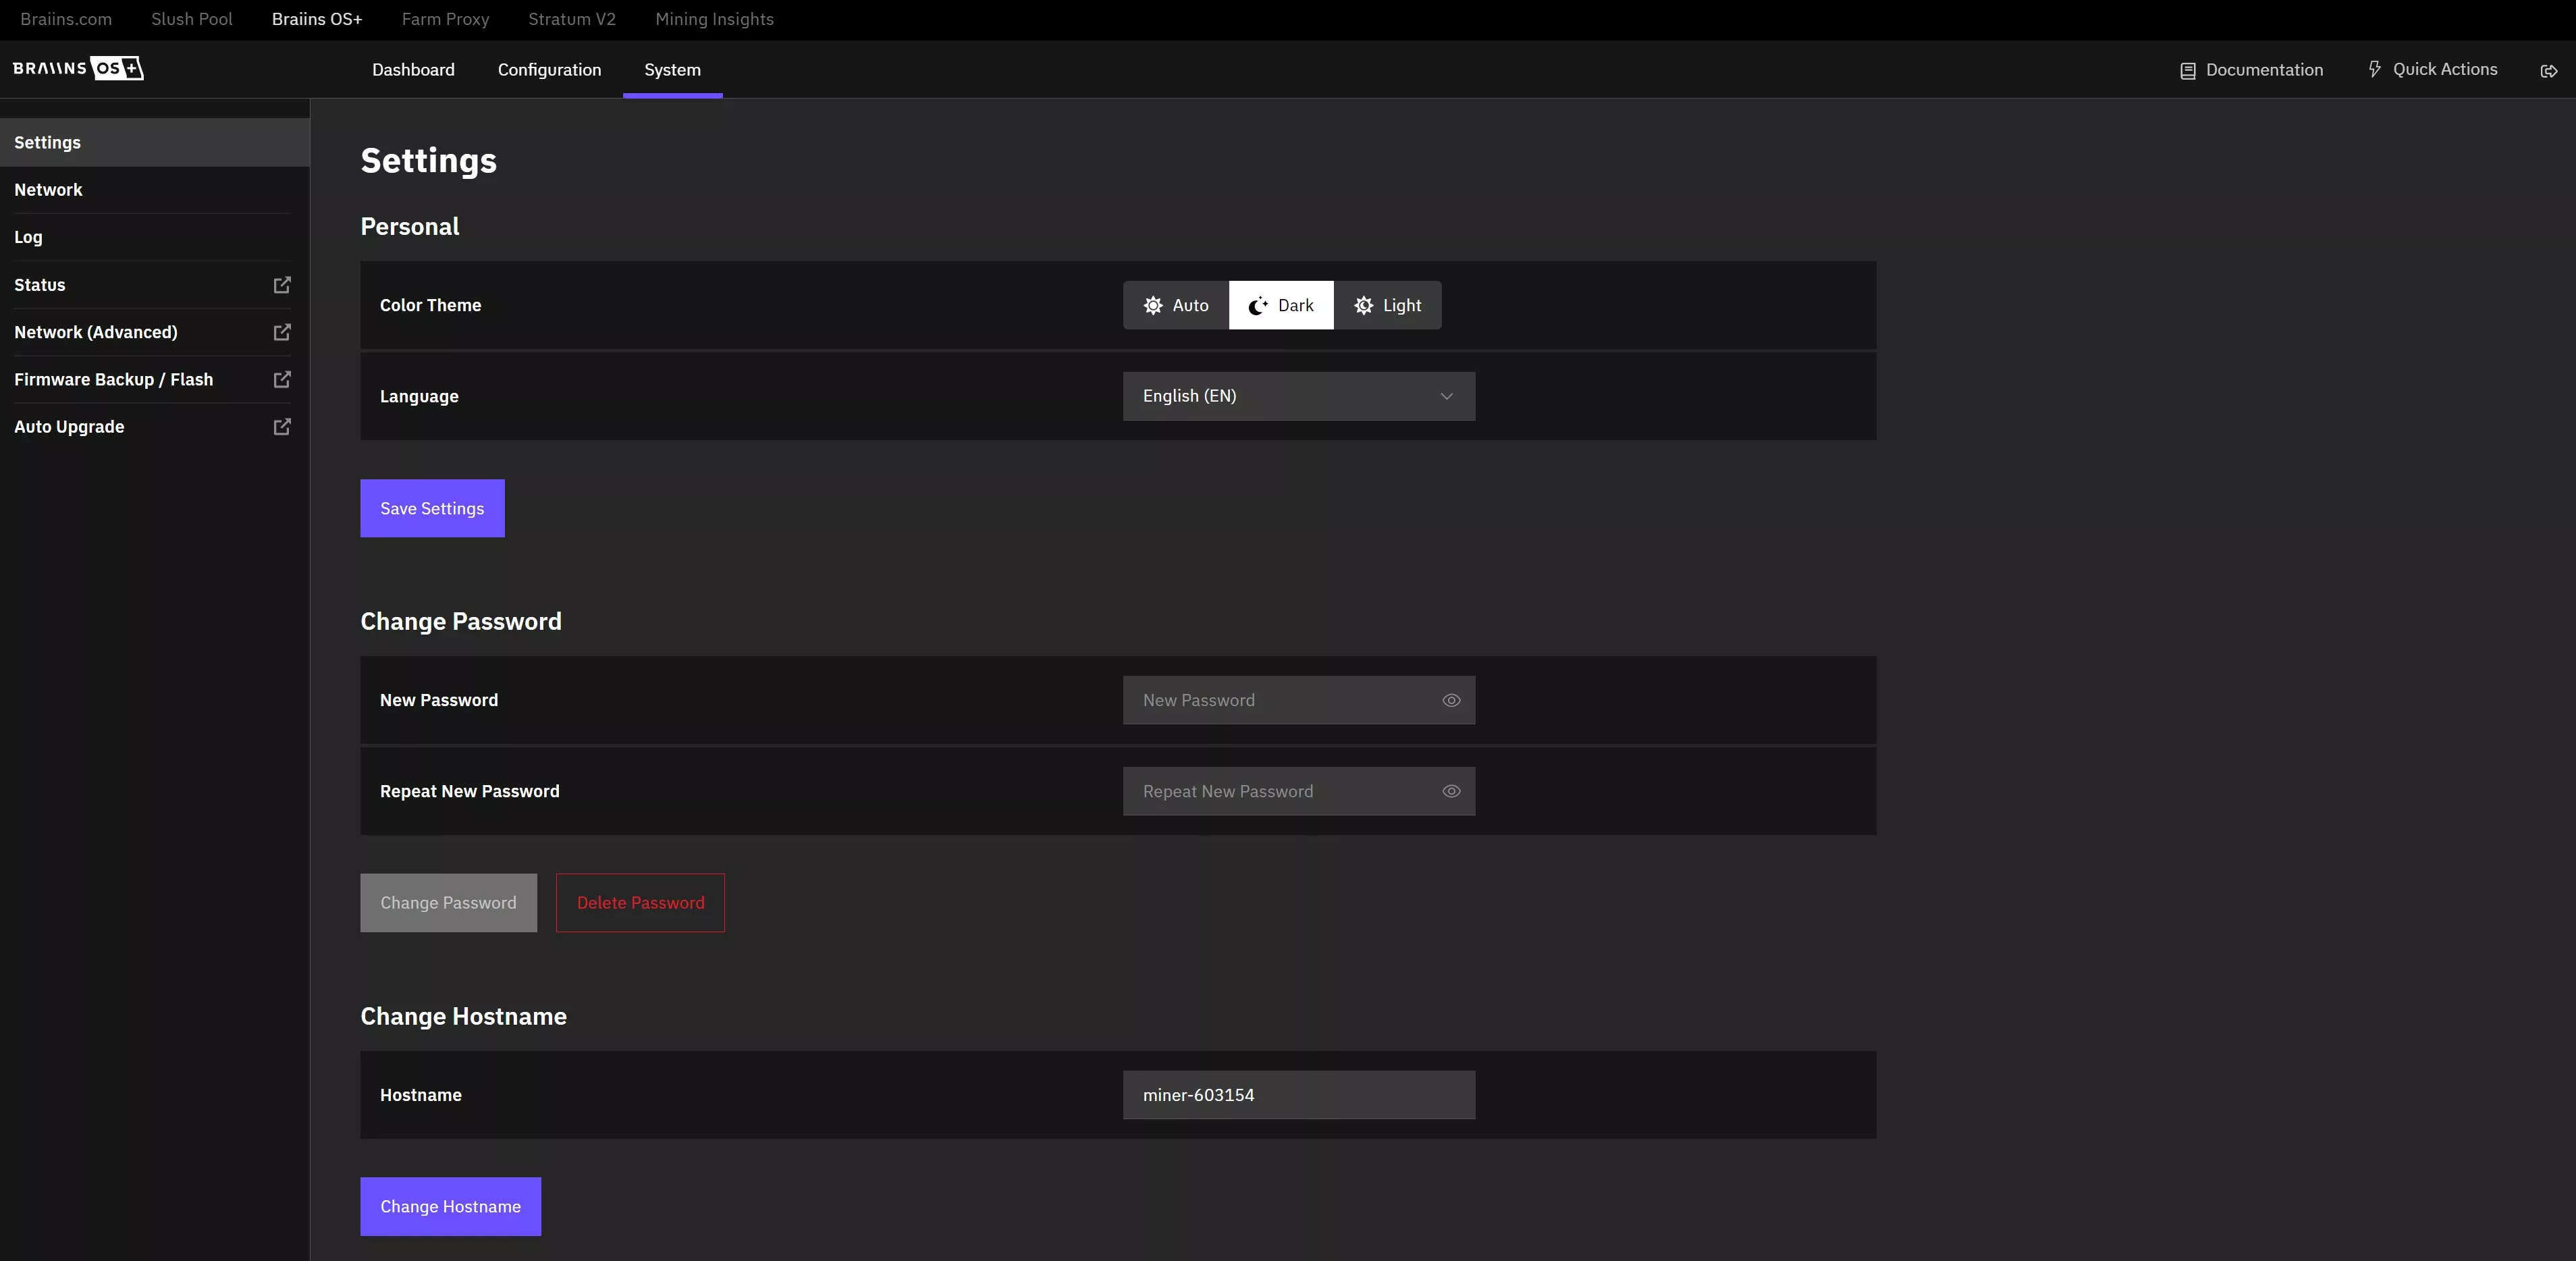 Braiins.com Slush Pool Braiins OS+ Farm Proxy Stratum V2 Mining Insights
BRAIINS OS+ Dashboard Configuration System Documentation Quick Actions
Settings
Network
Log
Status
Network (Advanced)
Firmware Backup / Flash
Auto Upgrade
Settings
Personal
Color Theme Auto Dark Light
Language English (EN)
Save Settings
Change Password
New Password New Password
Repeat New Password Repeat New Password
Change Password Delete Password
Change Hostname
Hostname miner-603154
Change Hostname